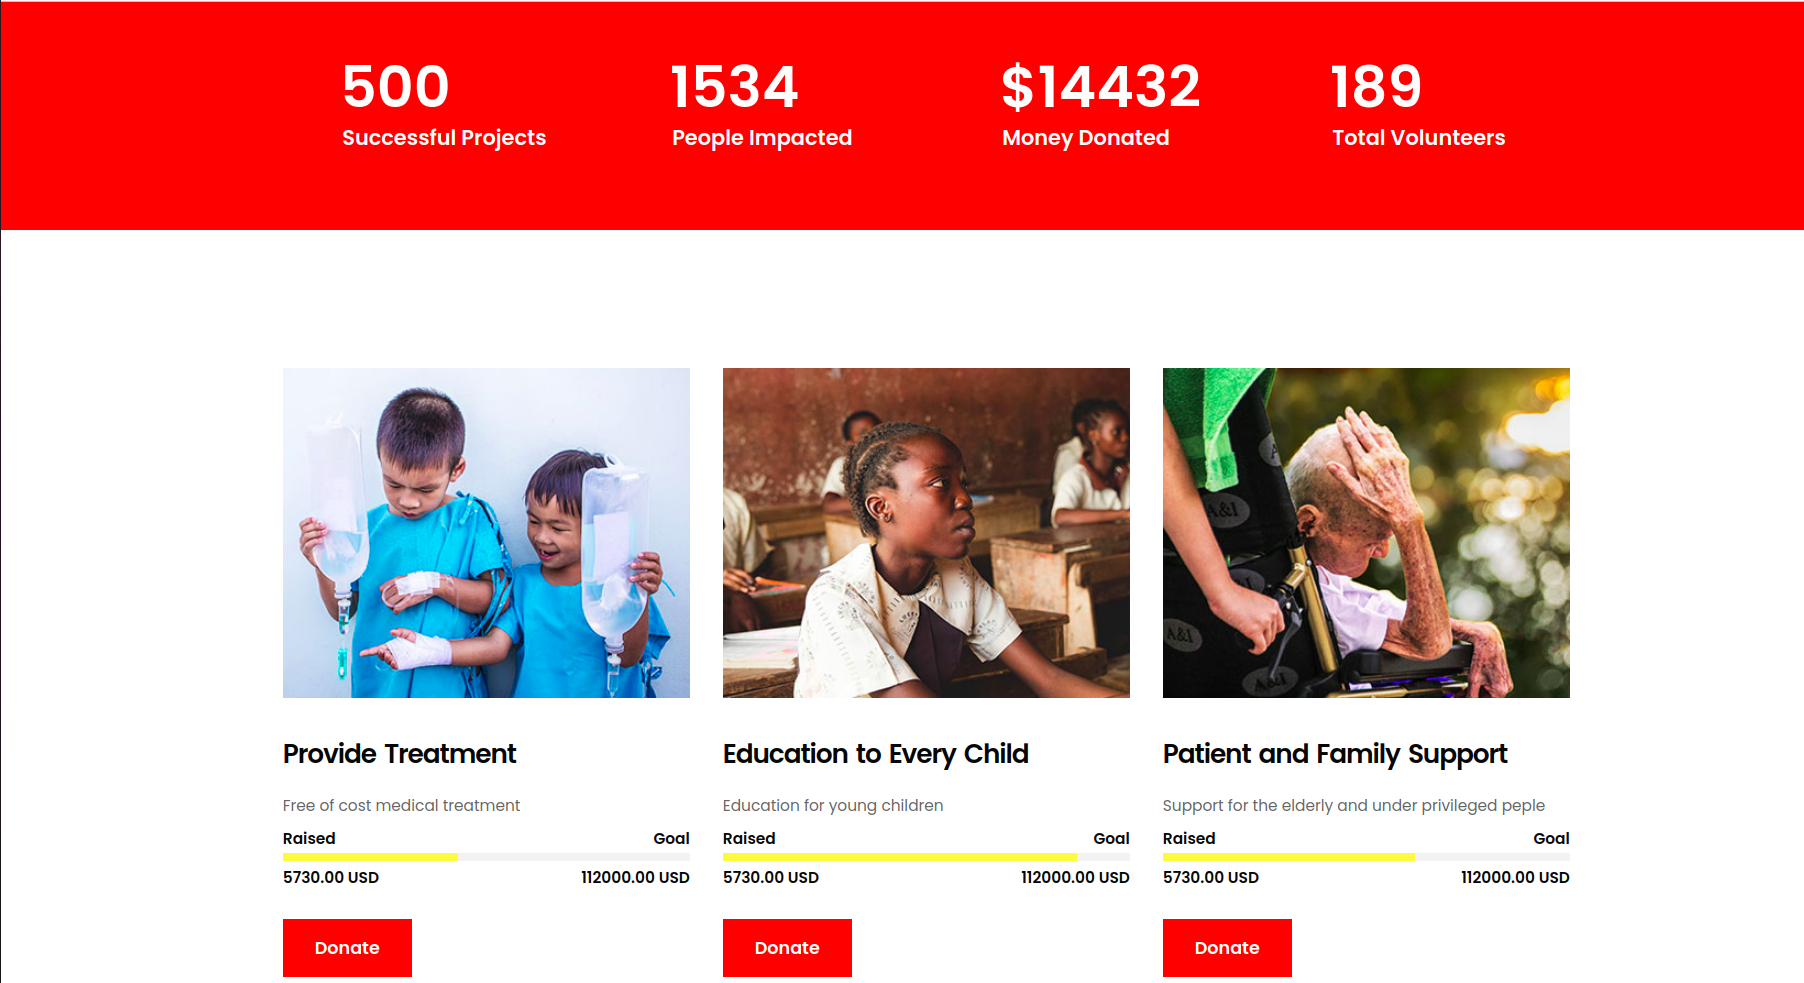 500
1534
$14432
189
Successful Projects
People Impacted
Money Donated
Total Volunteers
A&I
A&I
A&I
Provide Treatment
Education to Every Child
Patient and Family Support
Free of cost medical treatment
Education for young children
Support for the elderly and under privileged peple
Raised Goal
Raised Goal
Raised Goal
5730.00 USD 112000.00 USD
5730.00 USD 112000.00 USD
5730.00 USD 112000.00 USD
Donate
Donate
Donate